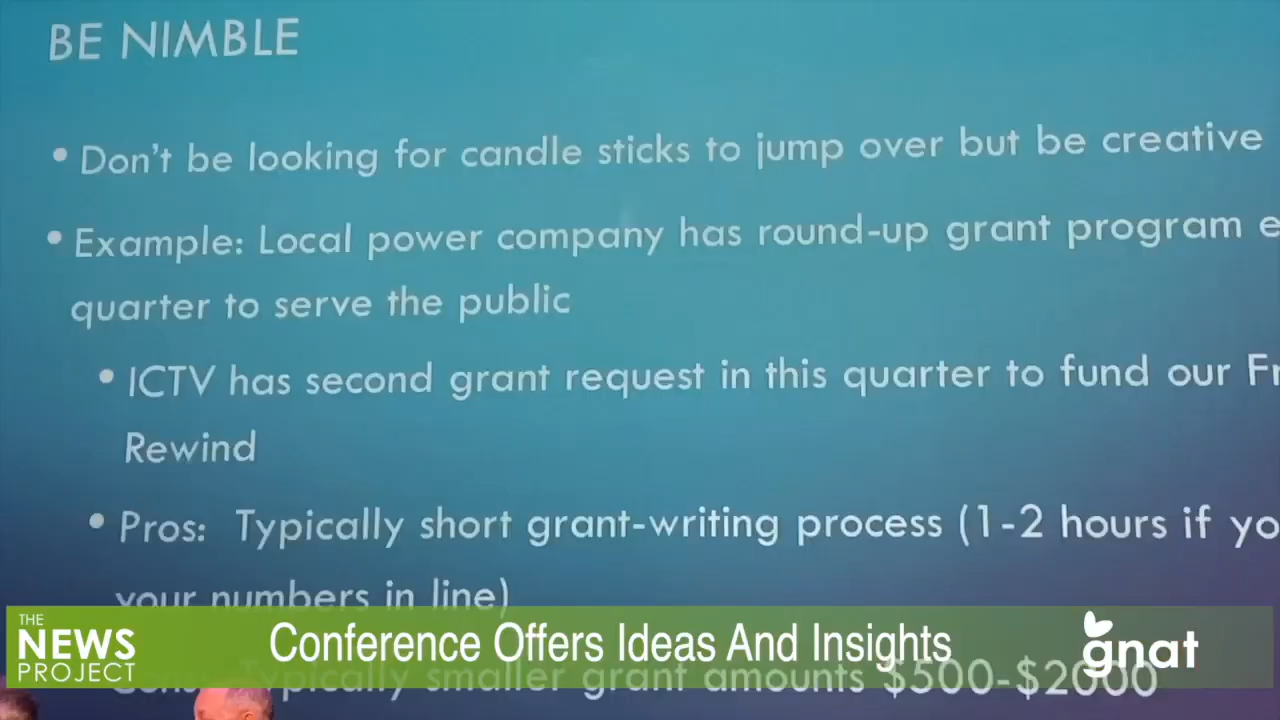 BE NIMBLE
• Don't be looking for candle sticks to jump over but be creative
• Example: Local power company has round-up grant program
quarter to serve the public
• ICTV has second grant request in this quarter to fund our
Rewind
• Pros: Typically short grant-writing process (1-2 hours if
your numbers in line)
THE
NEWS
PROJECT
Conference Offers Ideas And Insights
gnat
Cons: Typically smaller grant amounts $500-$2000